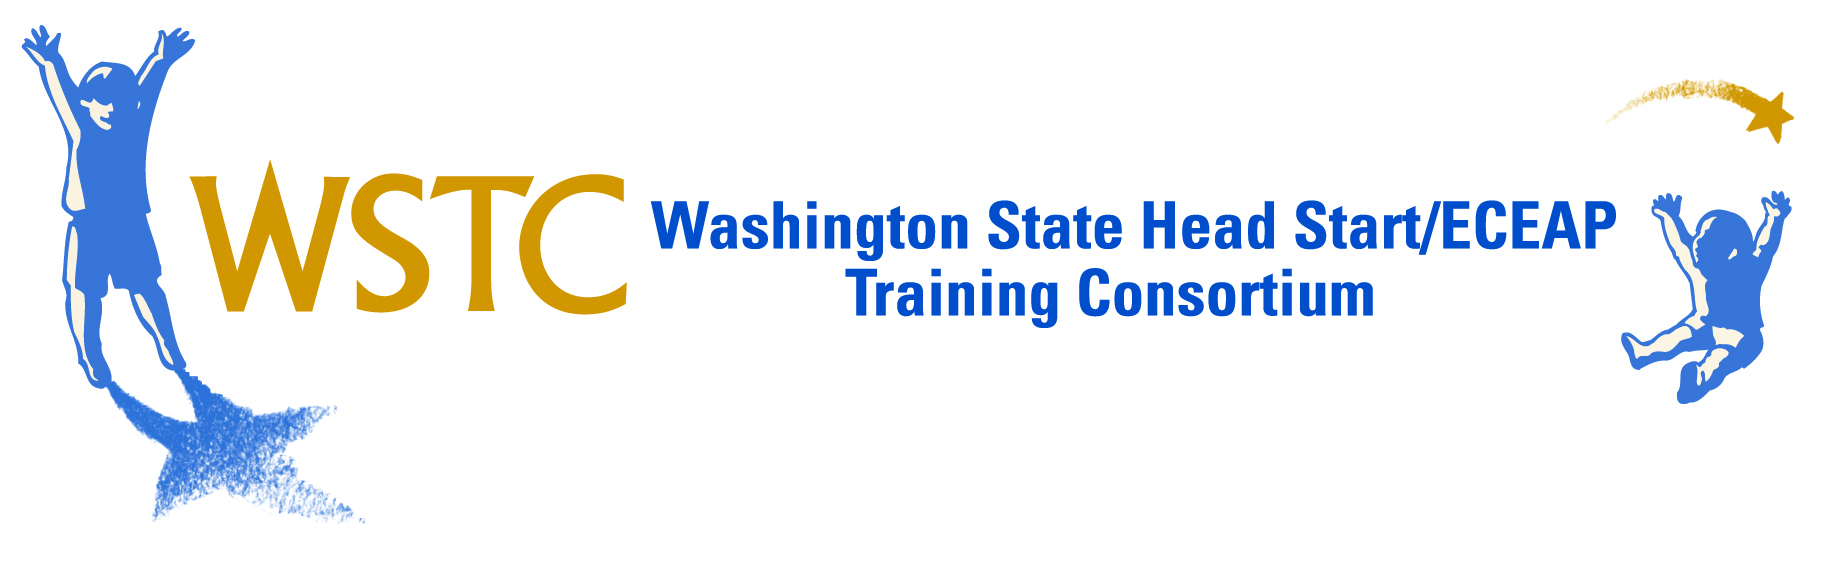 WSTC
Washington State Head Start/ECEAP
Training Consortium